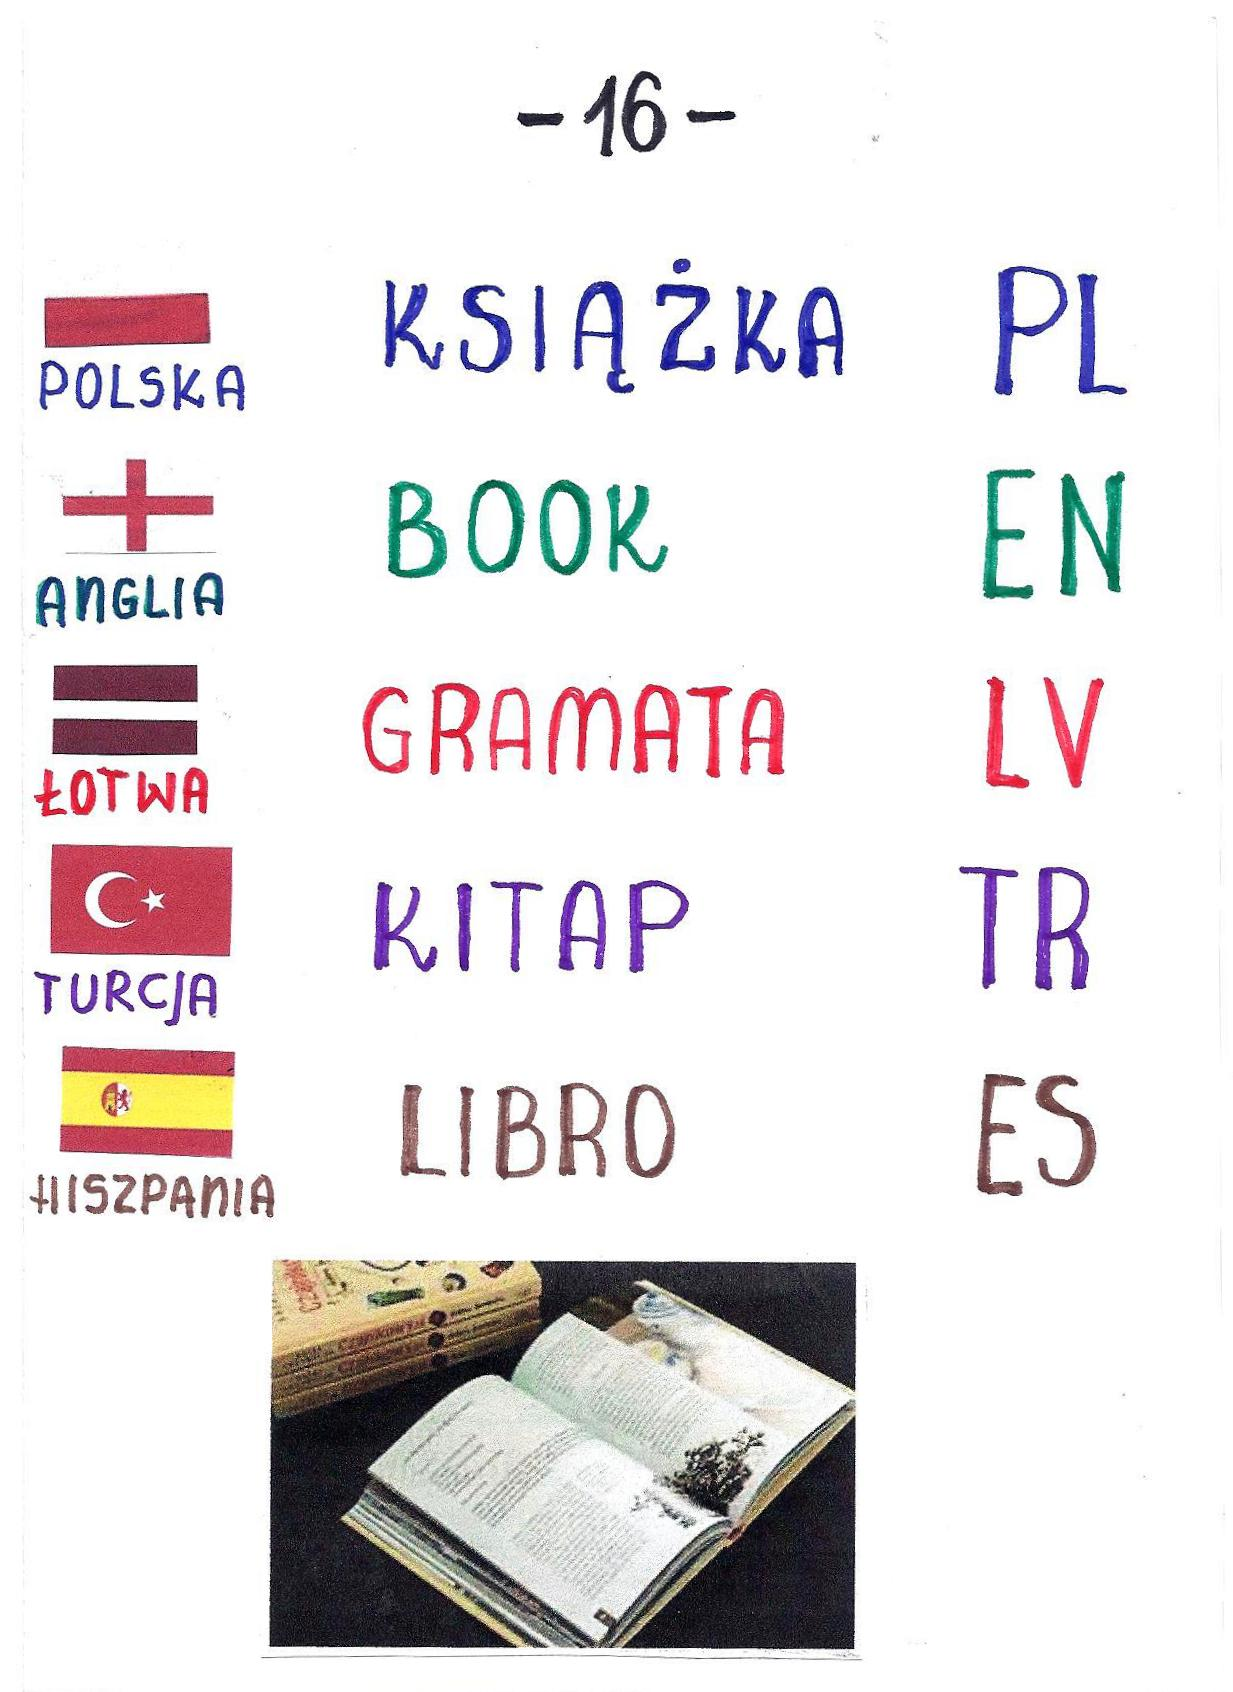 - 16 -
KSIĄŻKA PL
POLSKA
BOOK EN
ANGLIA
GRAMATA LV
ŁOTWA
KITAP TR
TURCJA
LIBRO ES
HISZPANIA